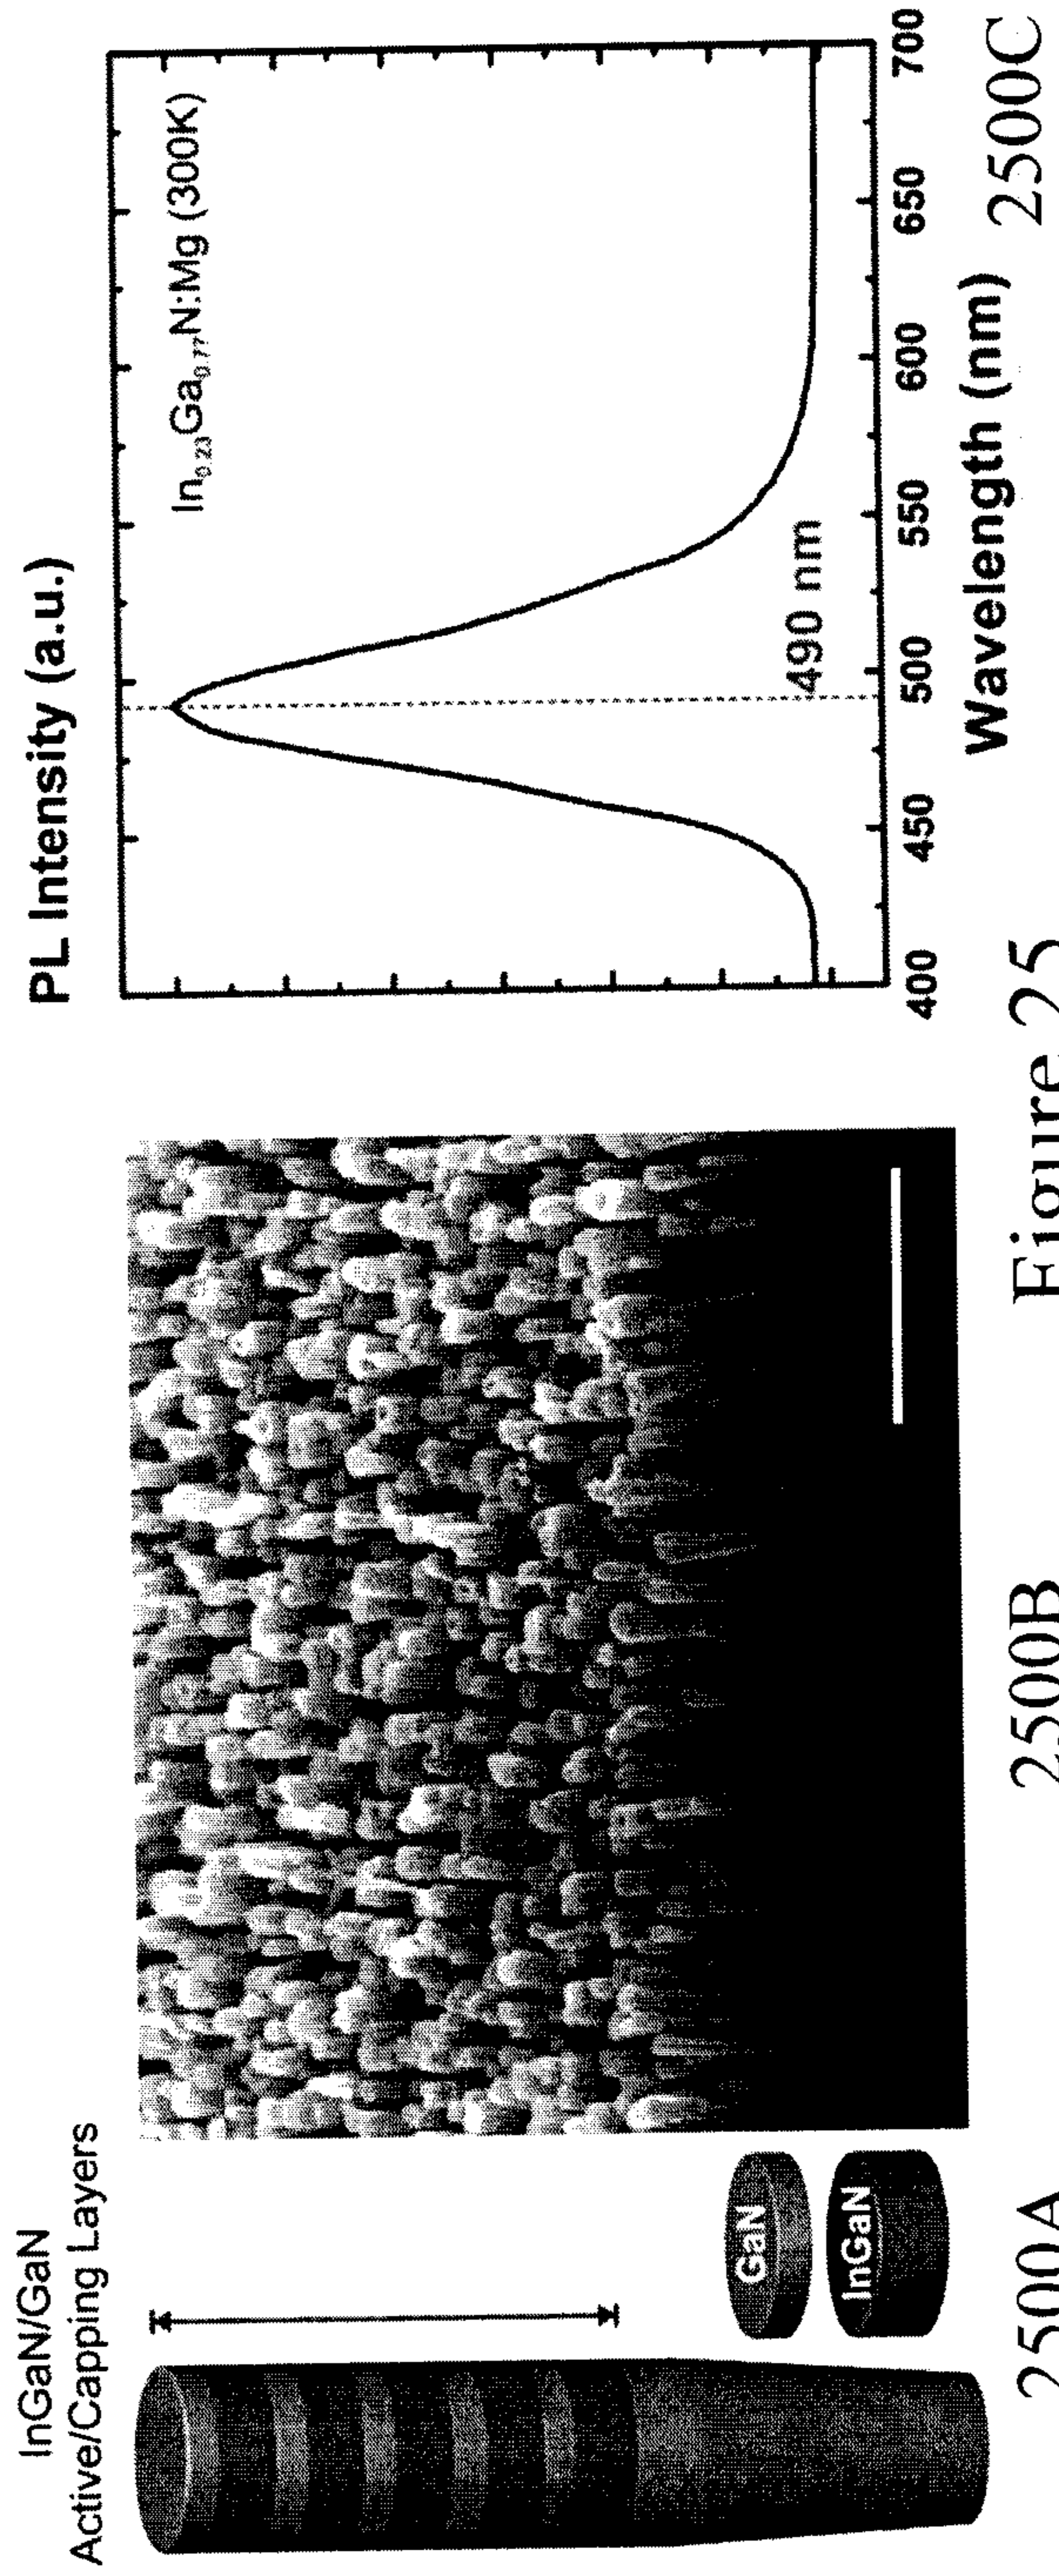 InGaN/GaN
Active/Capping Layers
GaN
InGaN
2500A
2500B
PL Intensity (a.u.)
In0.23Ga0.77N:Mg (300K)
490 nm
400 450 500 550 600 650 700
Wavelength (nm)
2500C
Figure 25